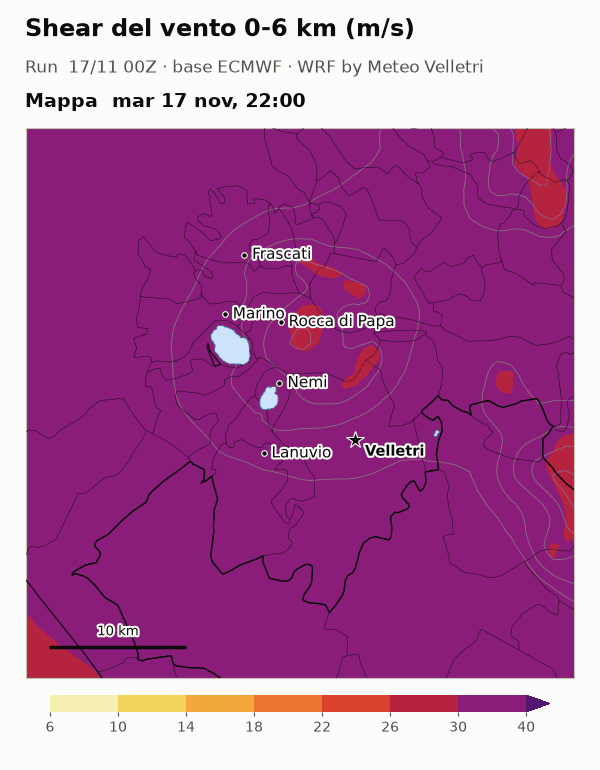 Shear del vento 0-6 km (m/s)
Run 17/11 00Z · base ECMWF · WRF by Meteo Velletri
Mappa mar 17 nov, 22:00
Frascati
Marino
Rocca di Papa
Nemi
Velletri
Lanuvio
10 km
6 10 14 18 22 26 30 40